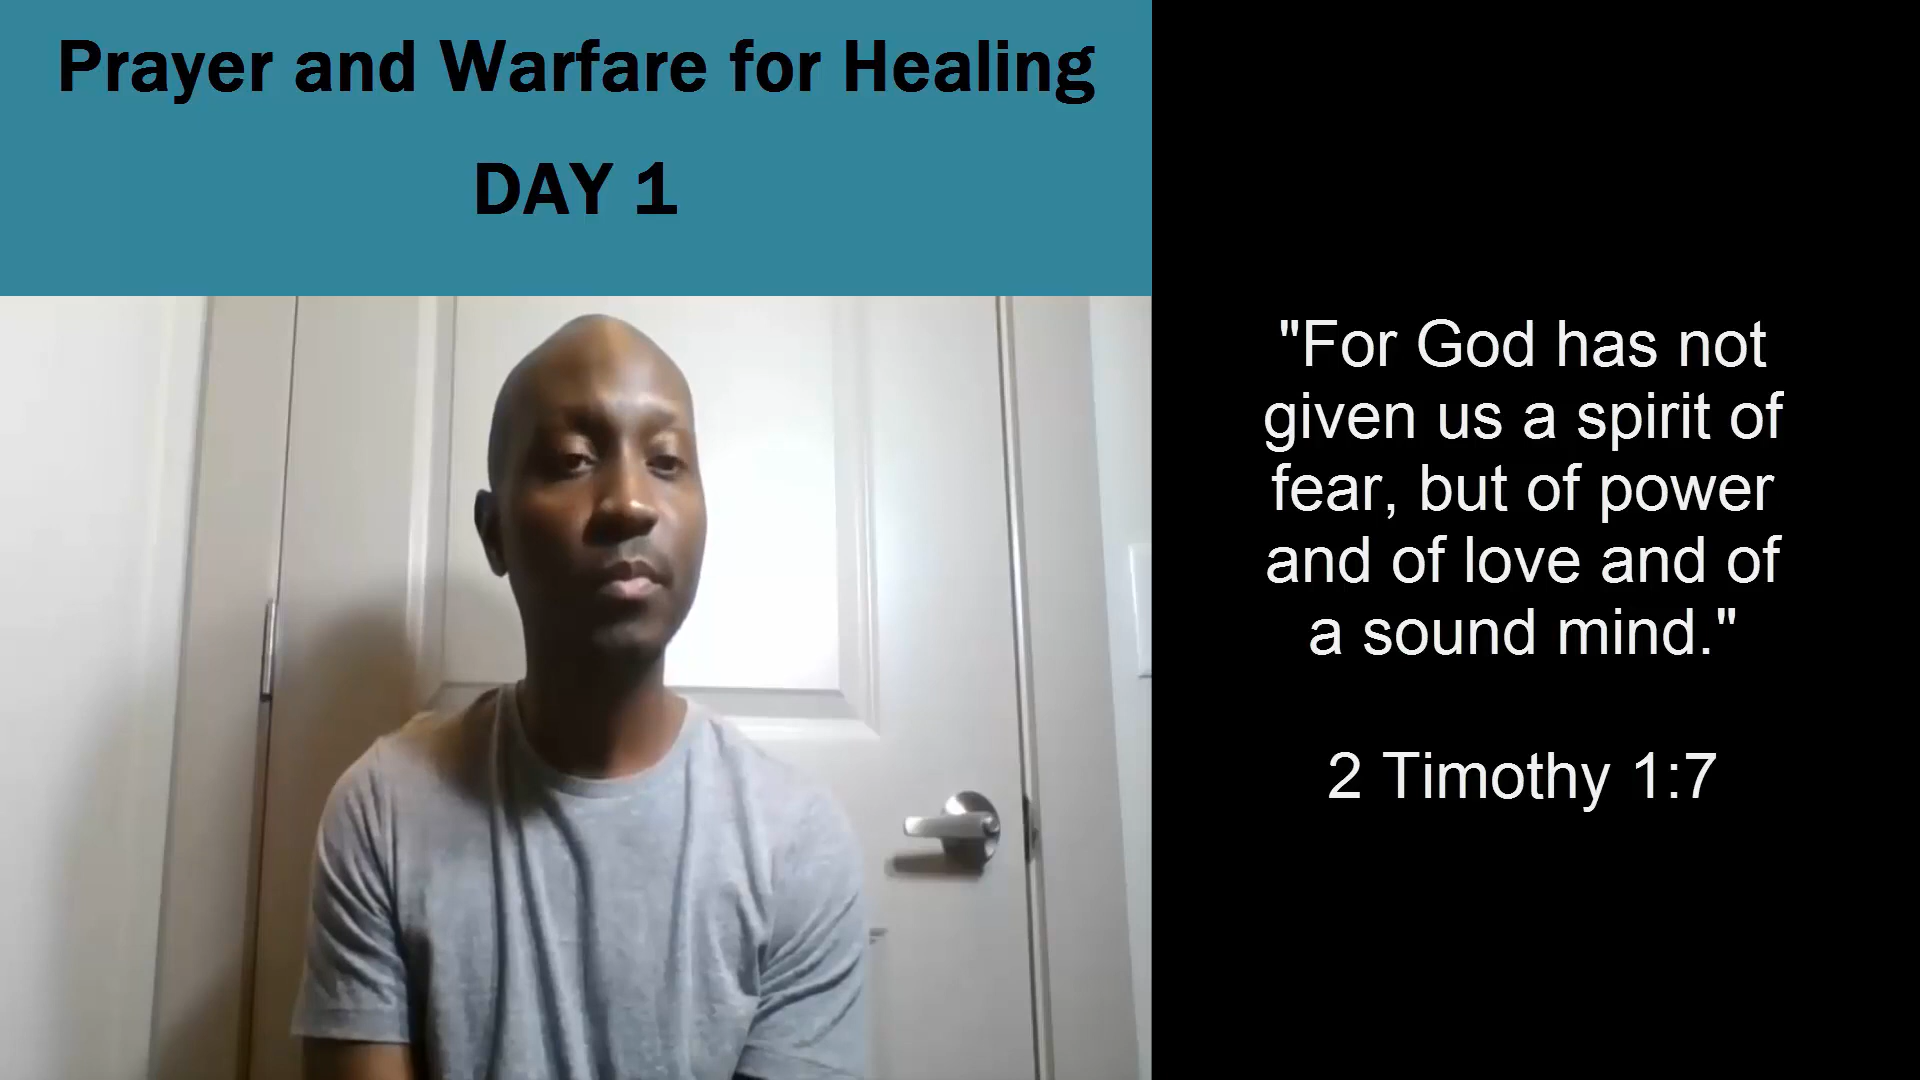 Prayer and Warfare for Healing
DAY 1
"For God has not
given us a spirit of
fear, but of power
and of love and of
a sound mind."
2 Timothy 1:7